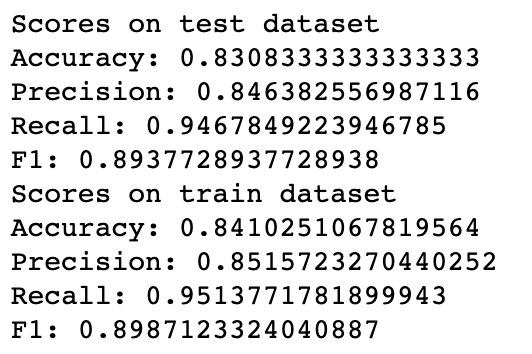 Scores on test dataset
Accuracy: 0.8308333333333333
Precision: 0.846382556987116
Recall: 0.9467849223946785
F1: 0.8937728937728938
Scores on train dataset
Accuracy: 0.8410251067819564
Precision: 0.8515723270440252
Recall: 0.9513771781899943
F1: 0.8987123324040887